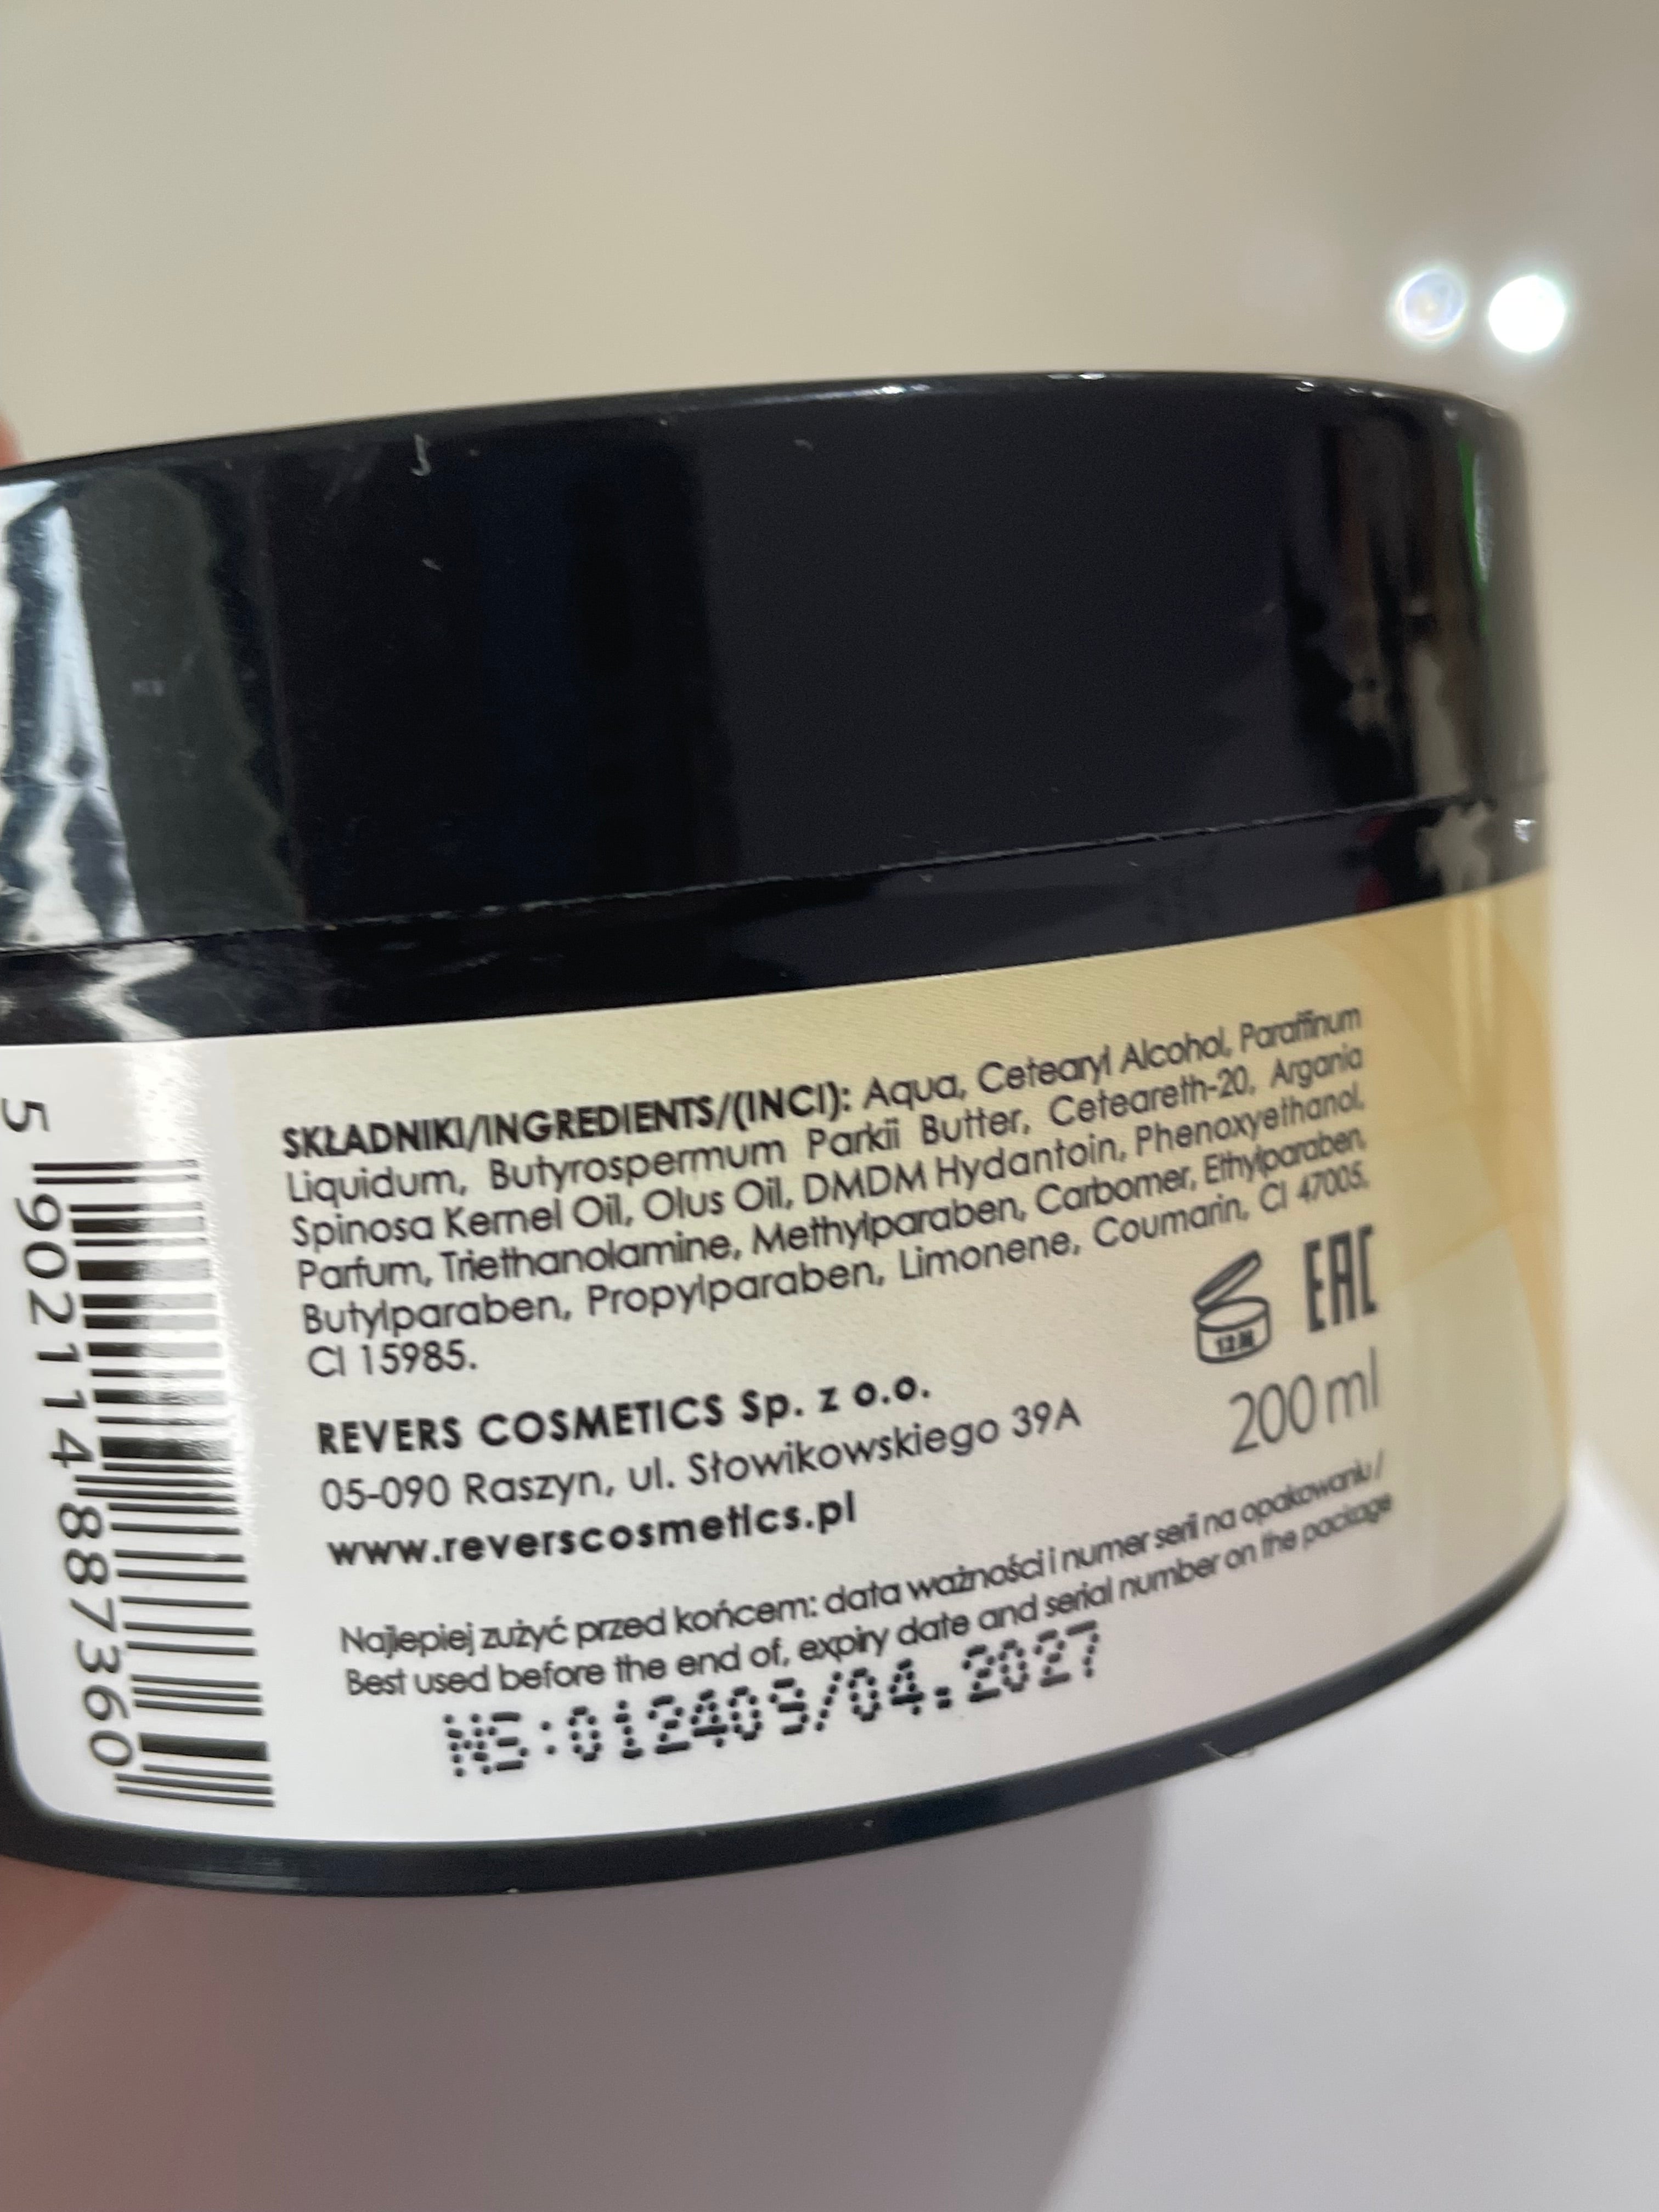 SKŁADNIKI/INGREDIENTS/(INCI): Aqua, Cetearyl Alcohol, Paraffinum
Liquidum, Butyrospermum Parkii Butter, Ceteareth-20, Argania
Spinosa Kernel Oil, Olus Oil, DMDM Hydantoin, Phenoxyethanol,
Parfum, Triethanolamine, Methylparaben, Carbomer, Ethylparaben,
Butylparaben, Propylparaben, Limonene, Coumarin, CI 47005,
CI 15985.
12M
EAC
REVERS COSMETICS Sp. z o.o.
05-090 Raszyn, ul. Słowikowskiego 39A
www.reverscosmetics.pl
200 ml
Najlepiej zużyć przed końcem: data ważności i numer serii na opakowaniu /
Best used before the end of, expiry date and serial number on the package
NS:012409/04.2027
5 902114 887360